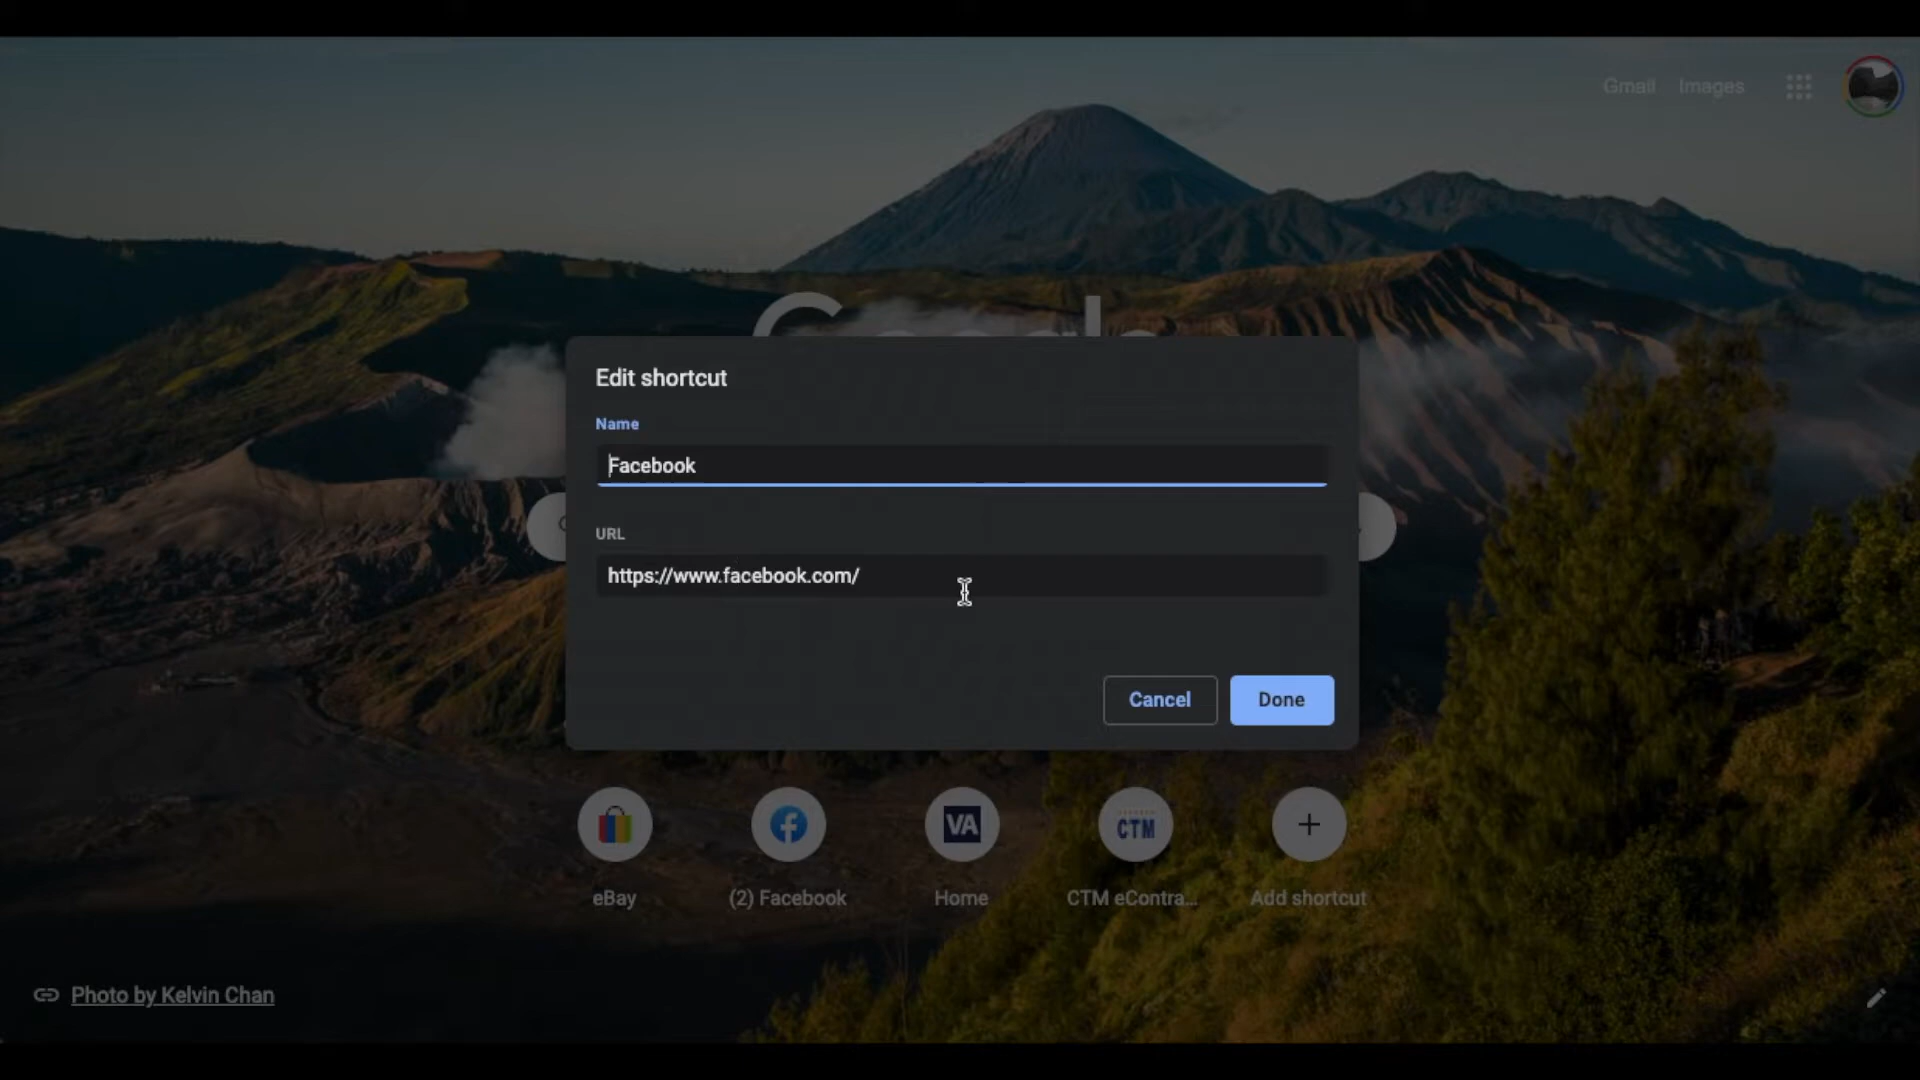 Gmail Images
Google
Edit shortcut
Name
Facebook
URL
https://www.facebook.com/
Cancel Done
VA CTM
eBay (2) Facebook Home CTM eContra... Add shortcut
Photo by Kelvin Chan